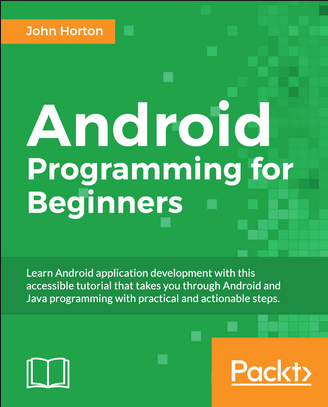 John Horton
Android
Programming for
Beginners
Learn Android application development with this
accessible tutorial that takes you through Android and
Java programming with practical and actionable steps.
Packt>